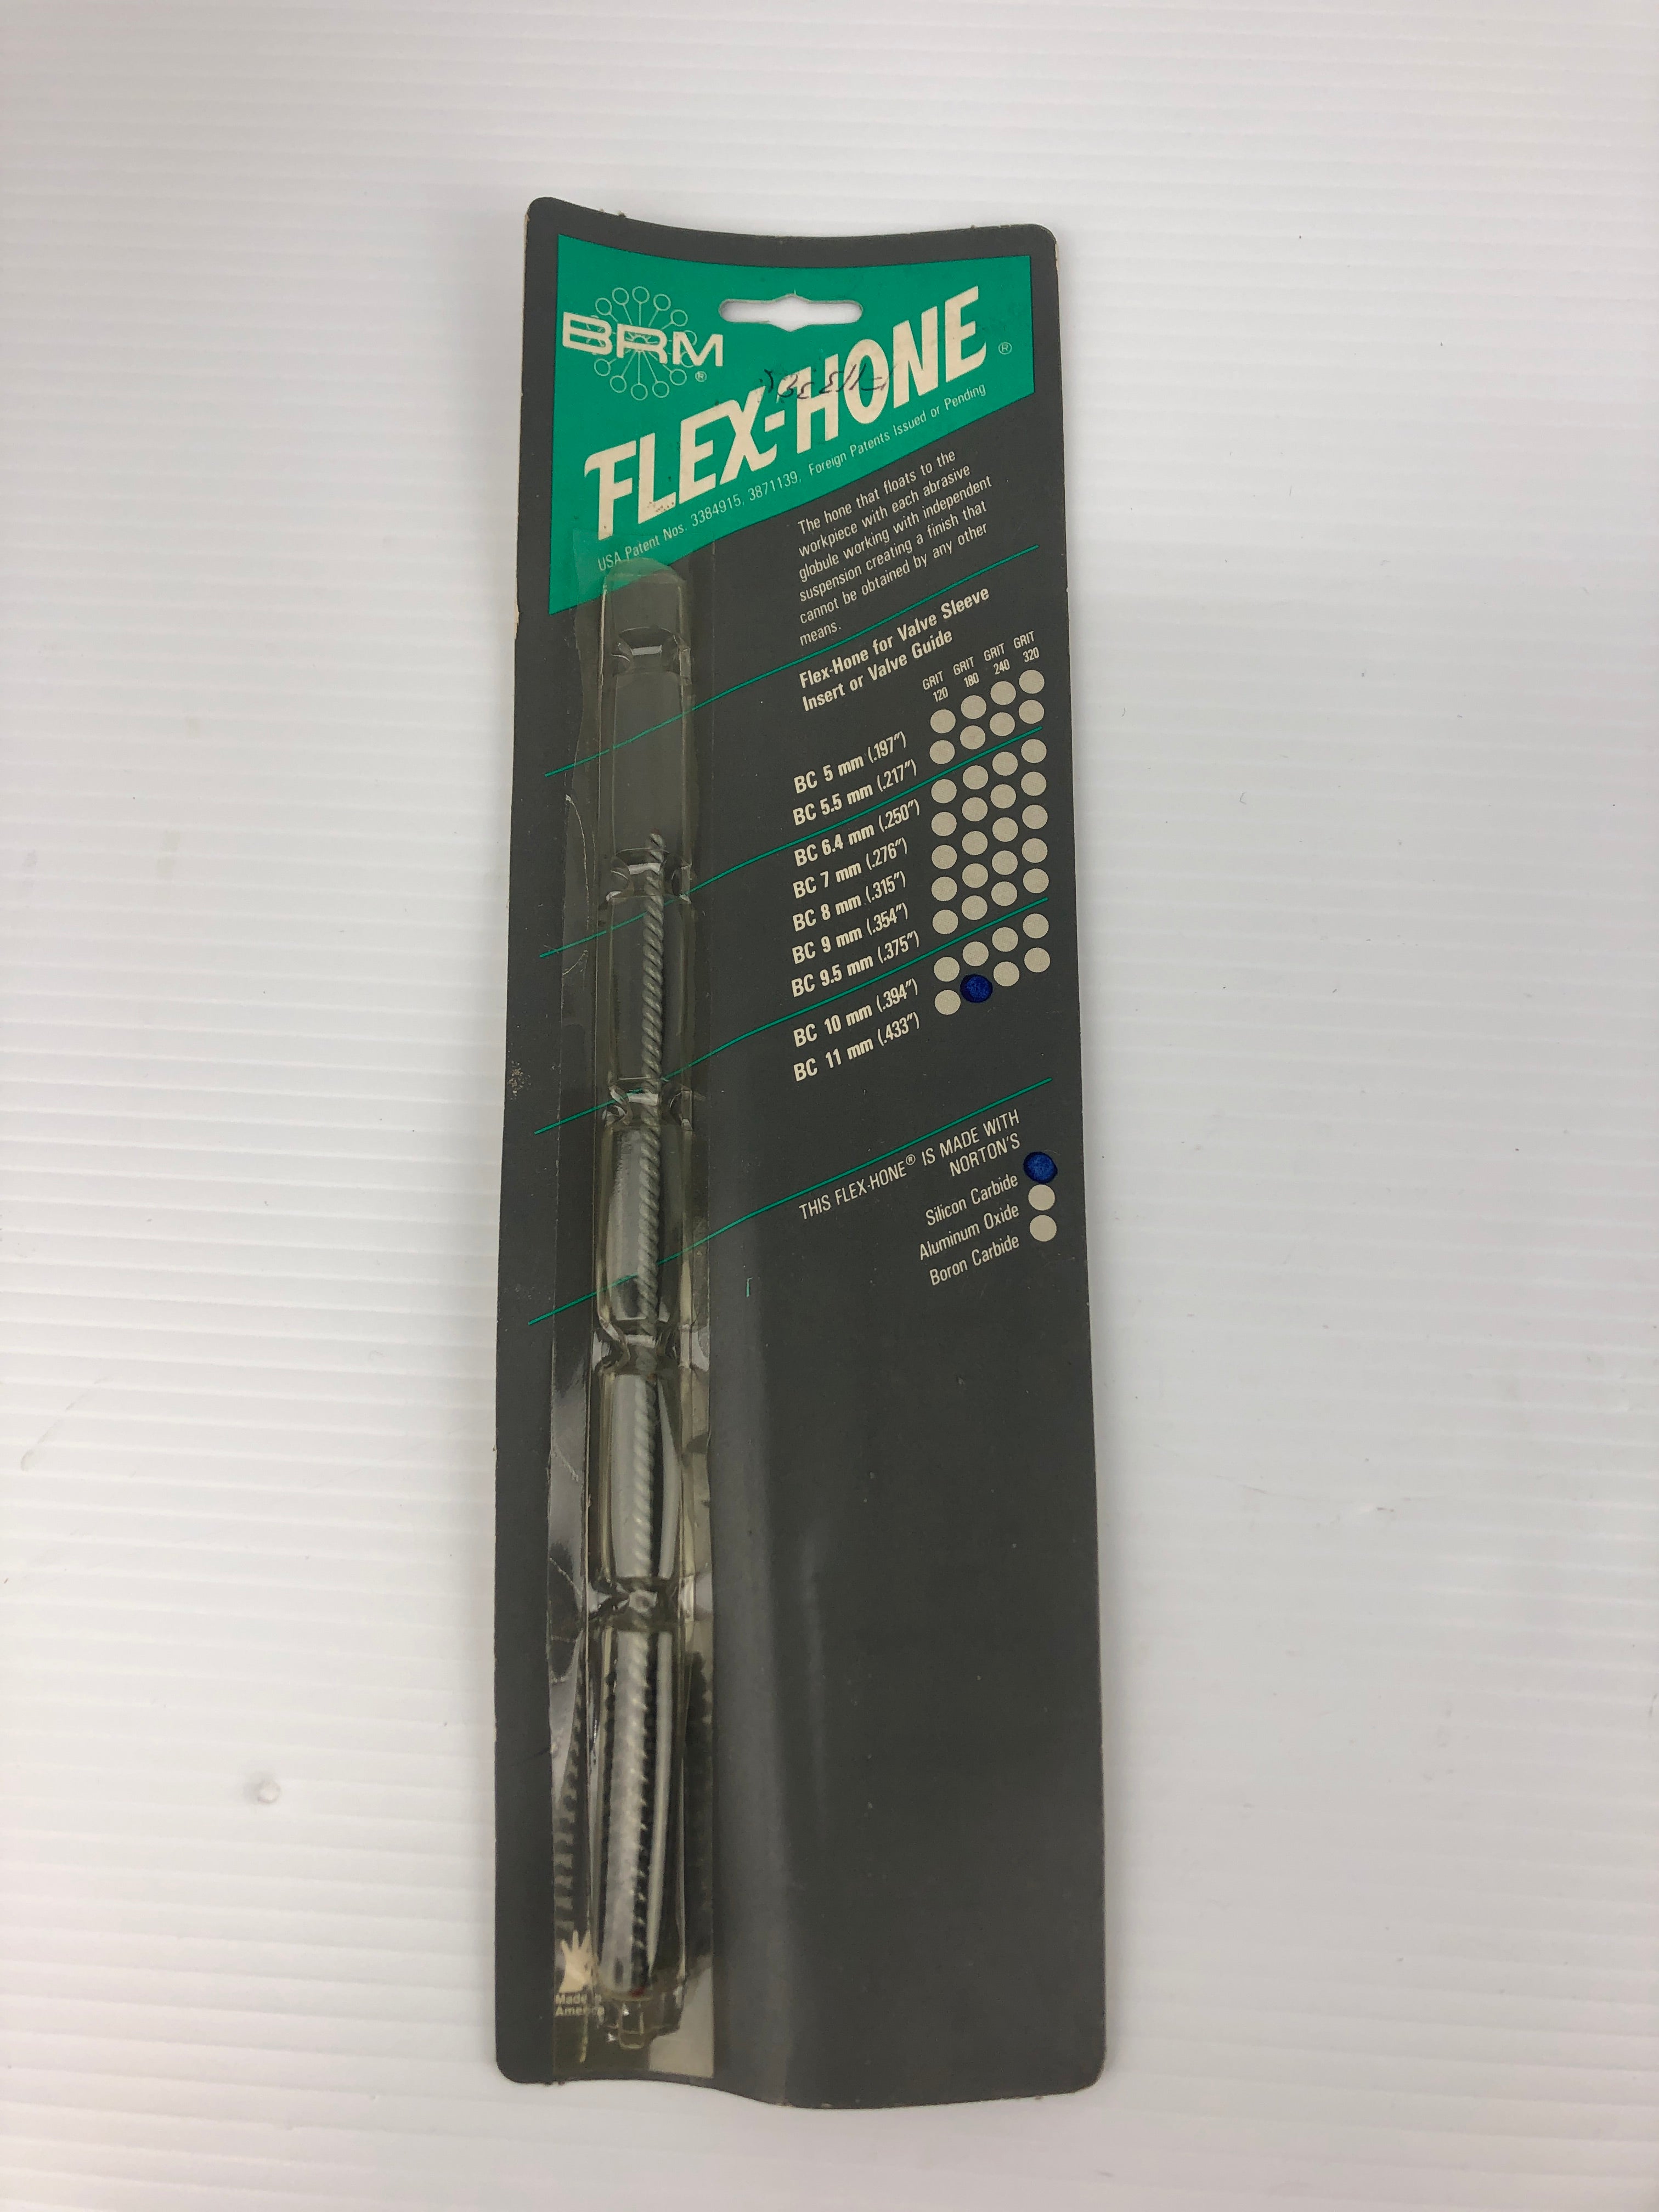 BRM®
FLEX-HONE®
USA Patent Nos. 3384915, 3871139, Foreign Patents Issued or Pending
The hone that floats to the
workpiece with each abrasive
globule working with independent
suspension creating a finish that
cannot be obtained by any other
means.
Flex-Hone for Valve Sleeve
Insert or Valve Guide
GRIT 120 GRIT 180 GRIT 240 GRIT 320
BC 5 mm (.197″)
BC 5.5 mm (.217″)
BC 6.4 mm (.250″)
BC 7 mm (.276″)
BC 8 mm (.315″)
BC 9 mm (.354″)
BC 9.5 mm (.375″)
BC 10 mm (.394″)
BC 11 mm (.433″)
THIS FLEX-HONE® IS MADE WITH
NORTON'S
Silicon Carbide
Aluminum Oxide
Boron Carbide
Made
America